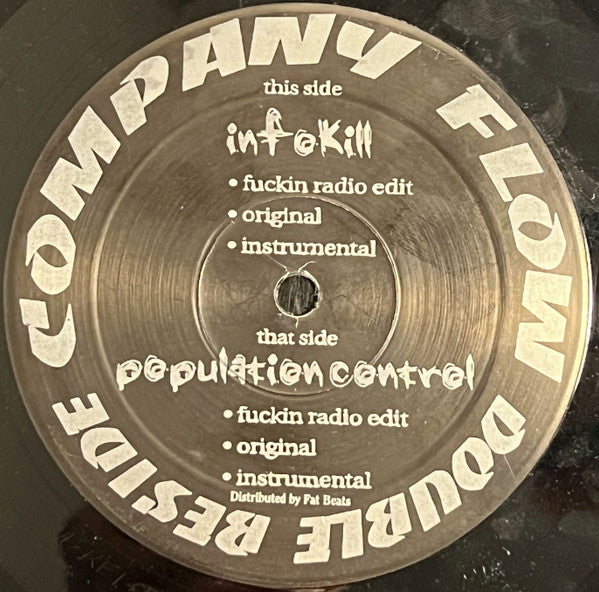 COMPANY FLOW DOUBLE BESIDE
this side
infokill
• fuckin radio edit
• original
• instrumental
that side
population control
• fuckin radio edit
• original
• instrumental
Distributed by Fat Beats